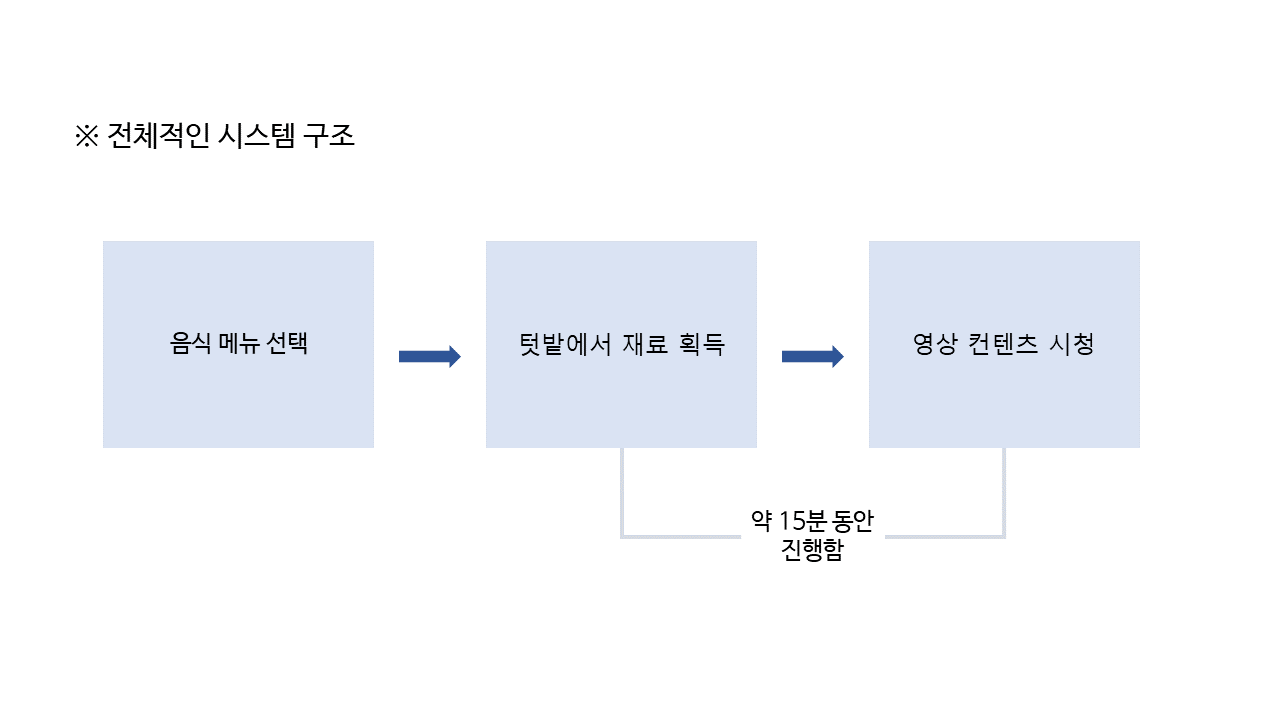 ※ 전체적인 시스템 구조
음식 메뉴 선택
텃밭에서 재료 획득
영상 컨텐츠 시청
약 15분 동안
진행함